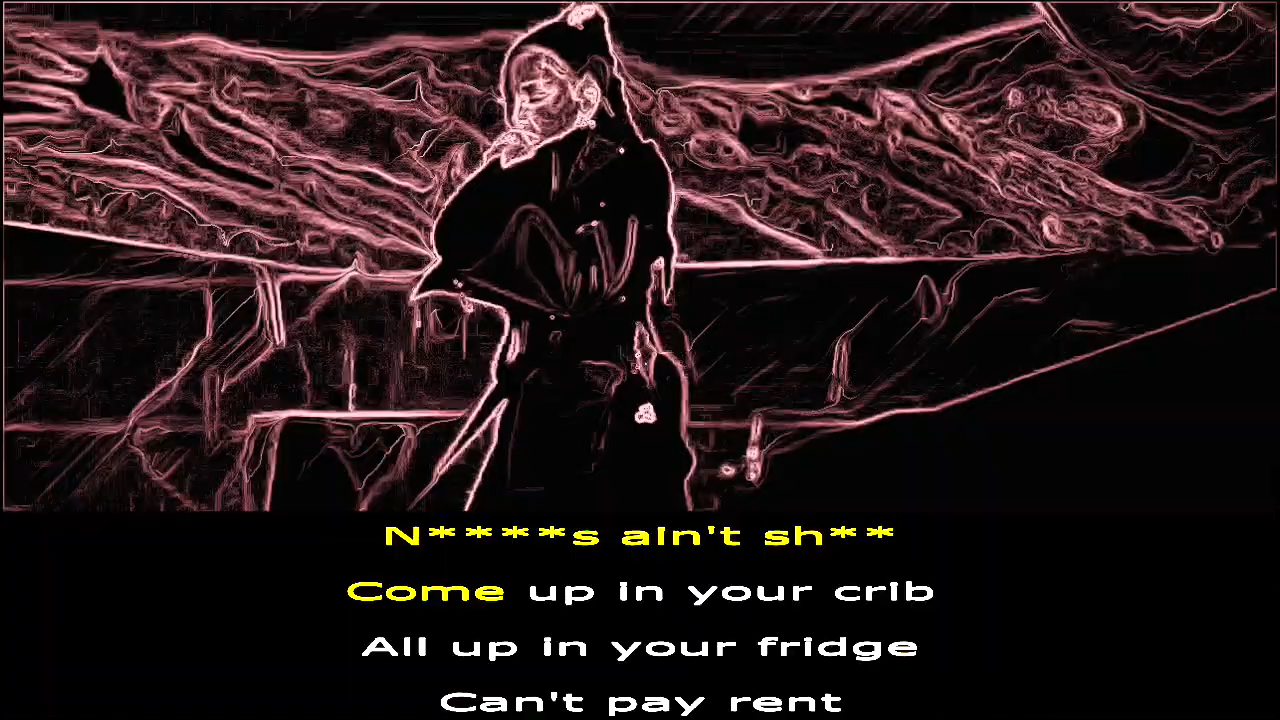 N****s ain't sh**
Come up in your crib
All up in your fridge
Can't pay rent